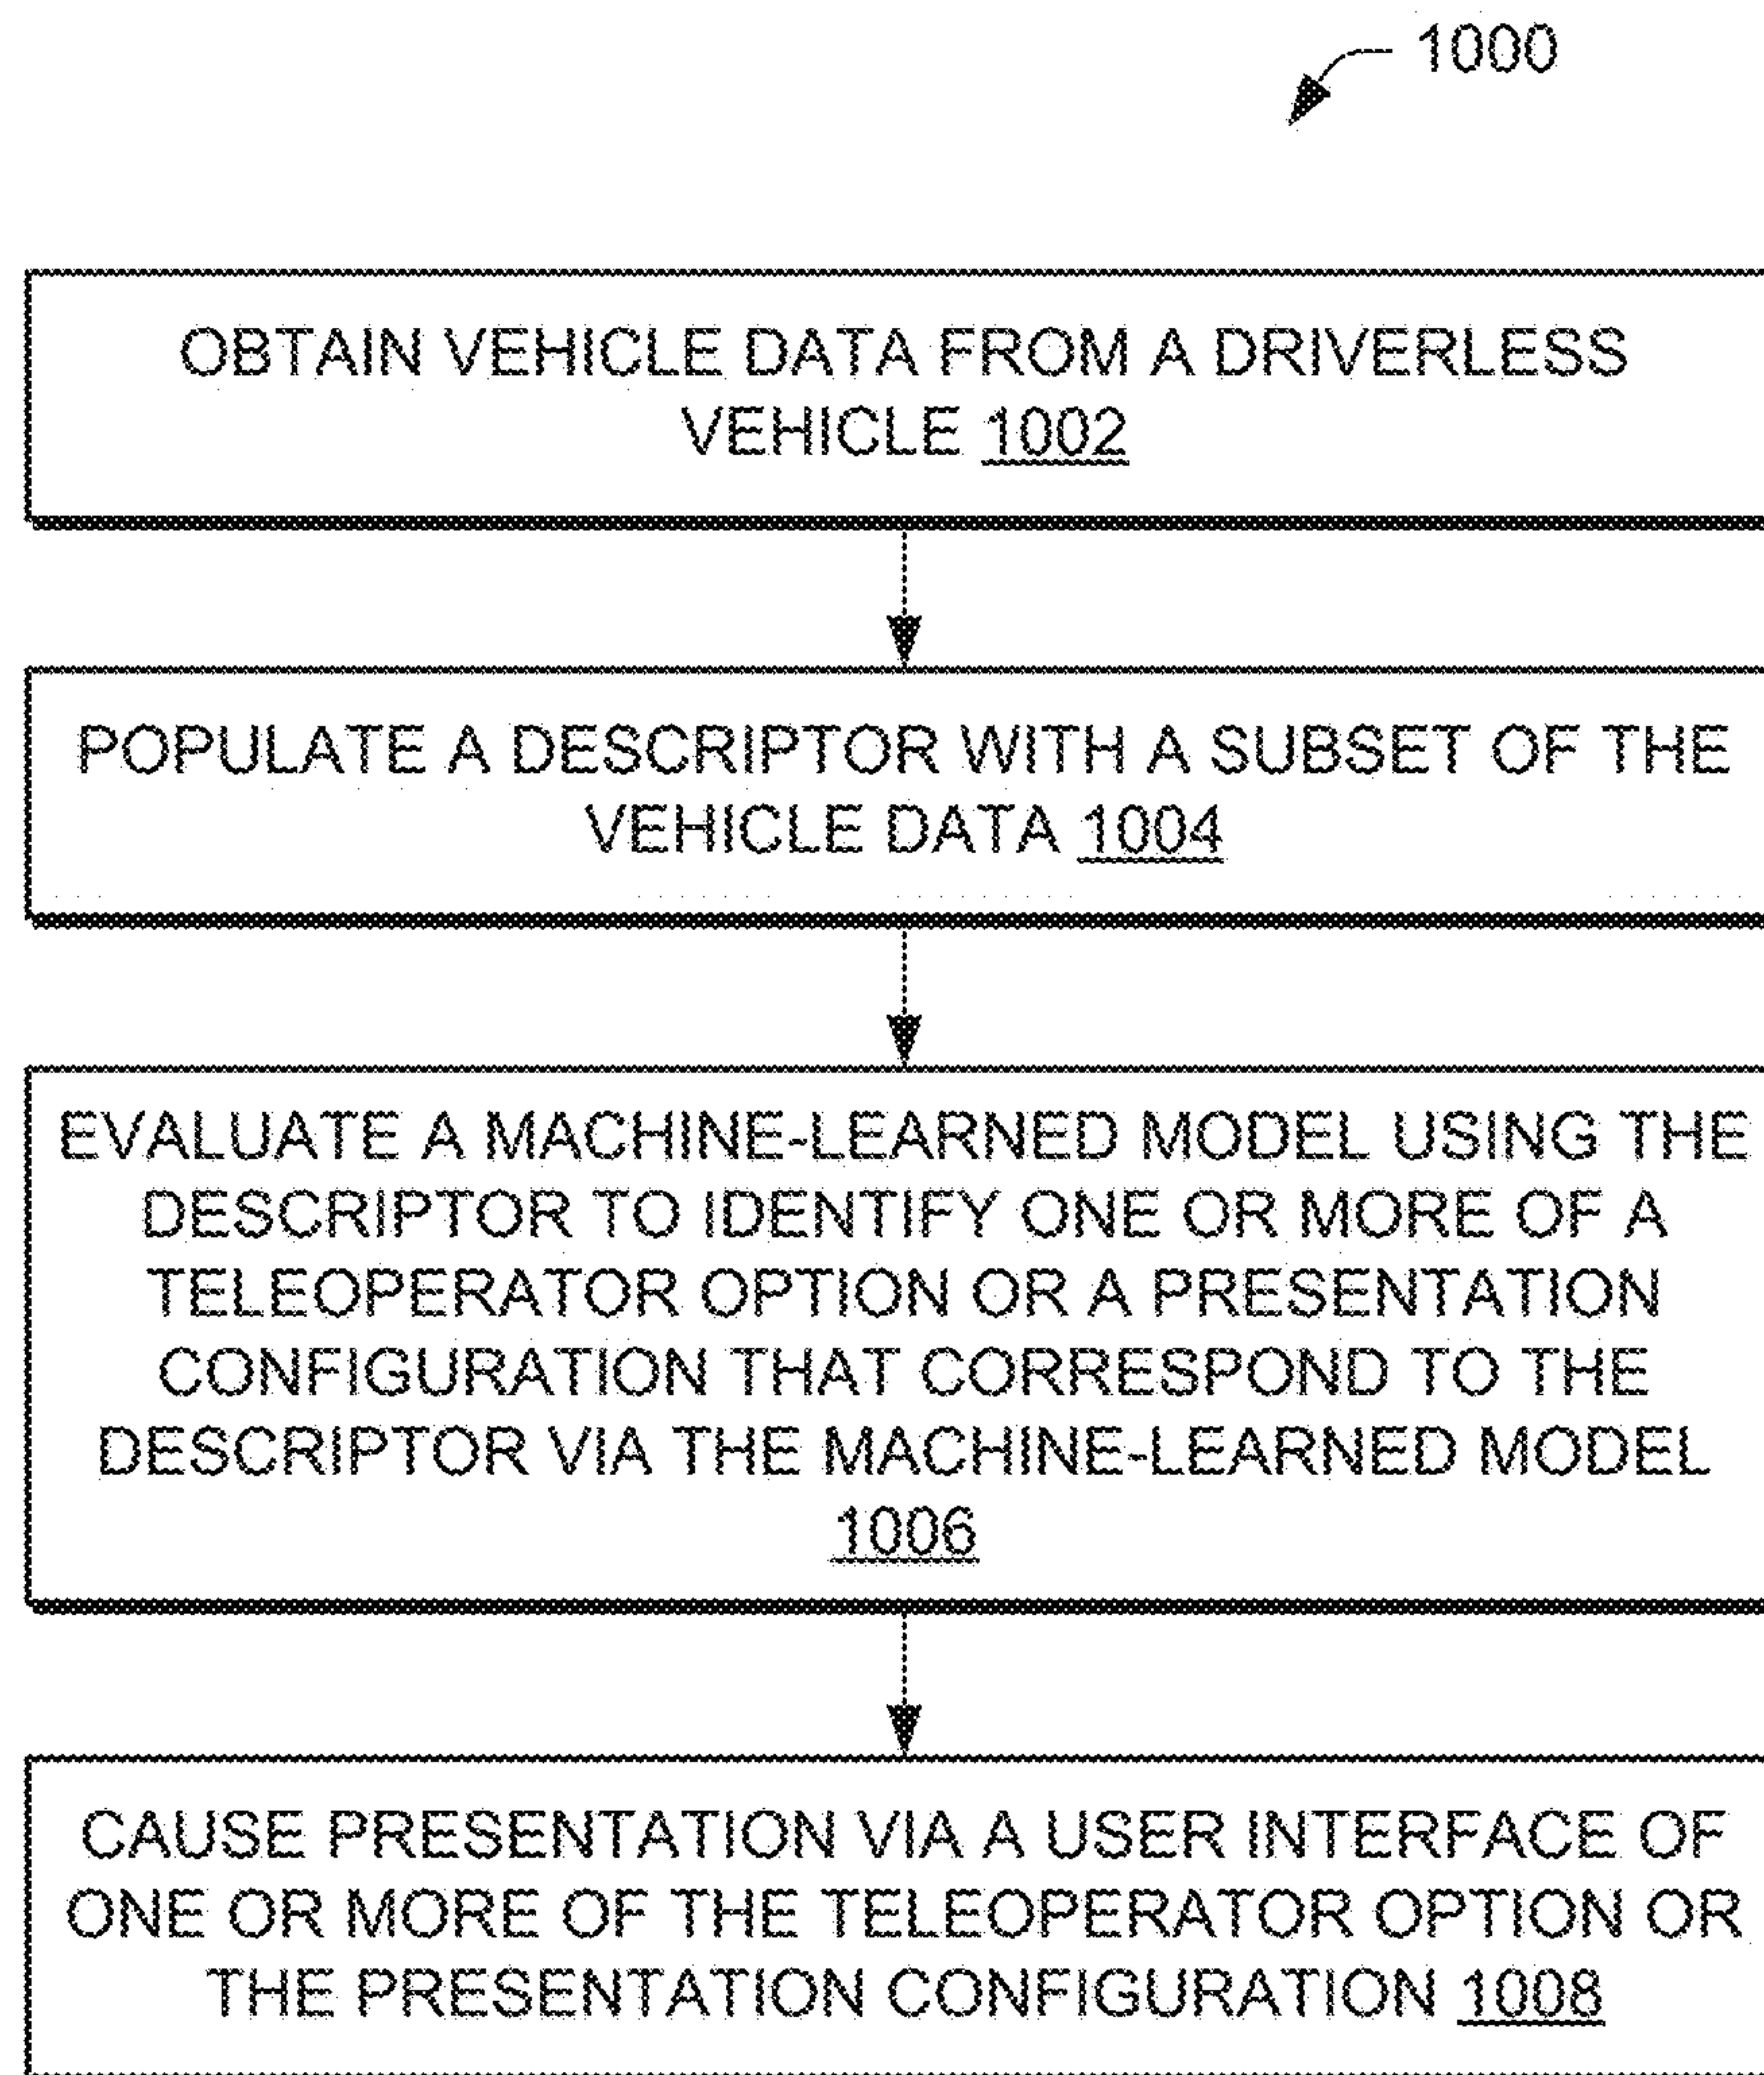 1000
OBTAIN VEHICLE DATA FROM A DRIVERLESS
VEHICLE 1002
POPULATE A DESCRIPTOR WITH A SUBSET OF THE
VEHICLE DATA 1004
EVALUATE A MACHINE-LEARNED MODEL USING THE
DESCRIPTOR TO IDENTIFY ONE OR MORE OF A
TELEOPERATOR OPTION OR A PRESENTATION
CONFIGURATION THAT CORRESPOND TO THE
DESCRIPTOR VIA THE MACHINE-LEARNED MODEL
1006
CAUSE PRESENTATION VIA A USER INTERFACE OF
ONE OR MORE OF THE TELEOPERATOR OPTION OR
THE PRESENTATION CONFIGURATION 1008